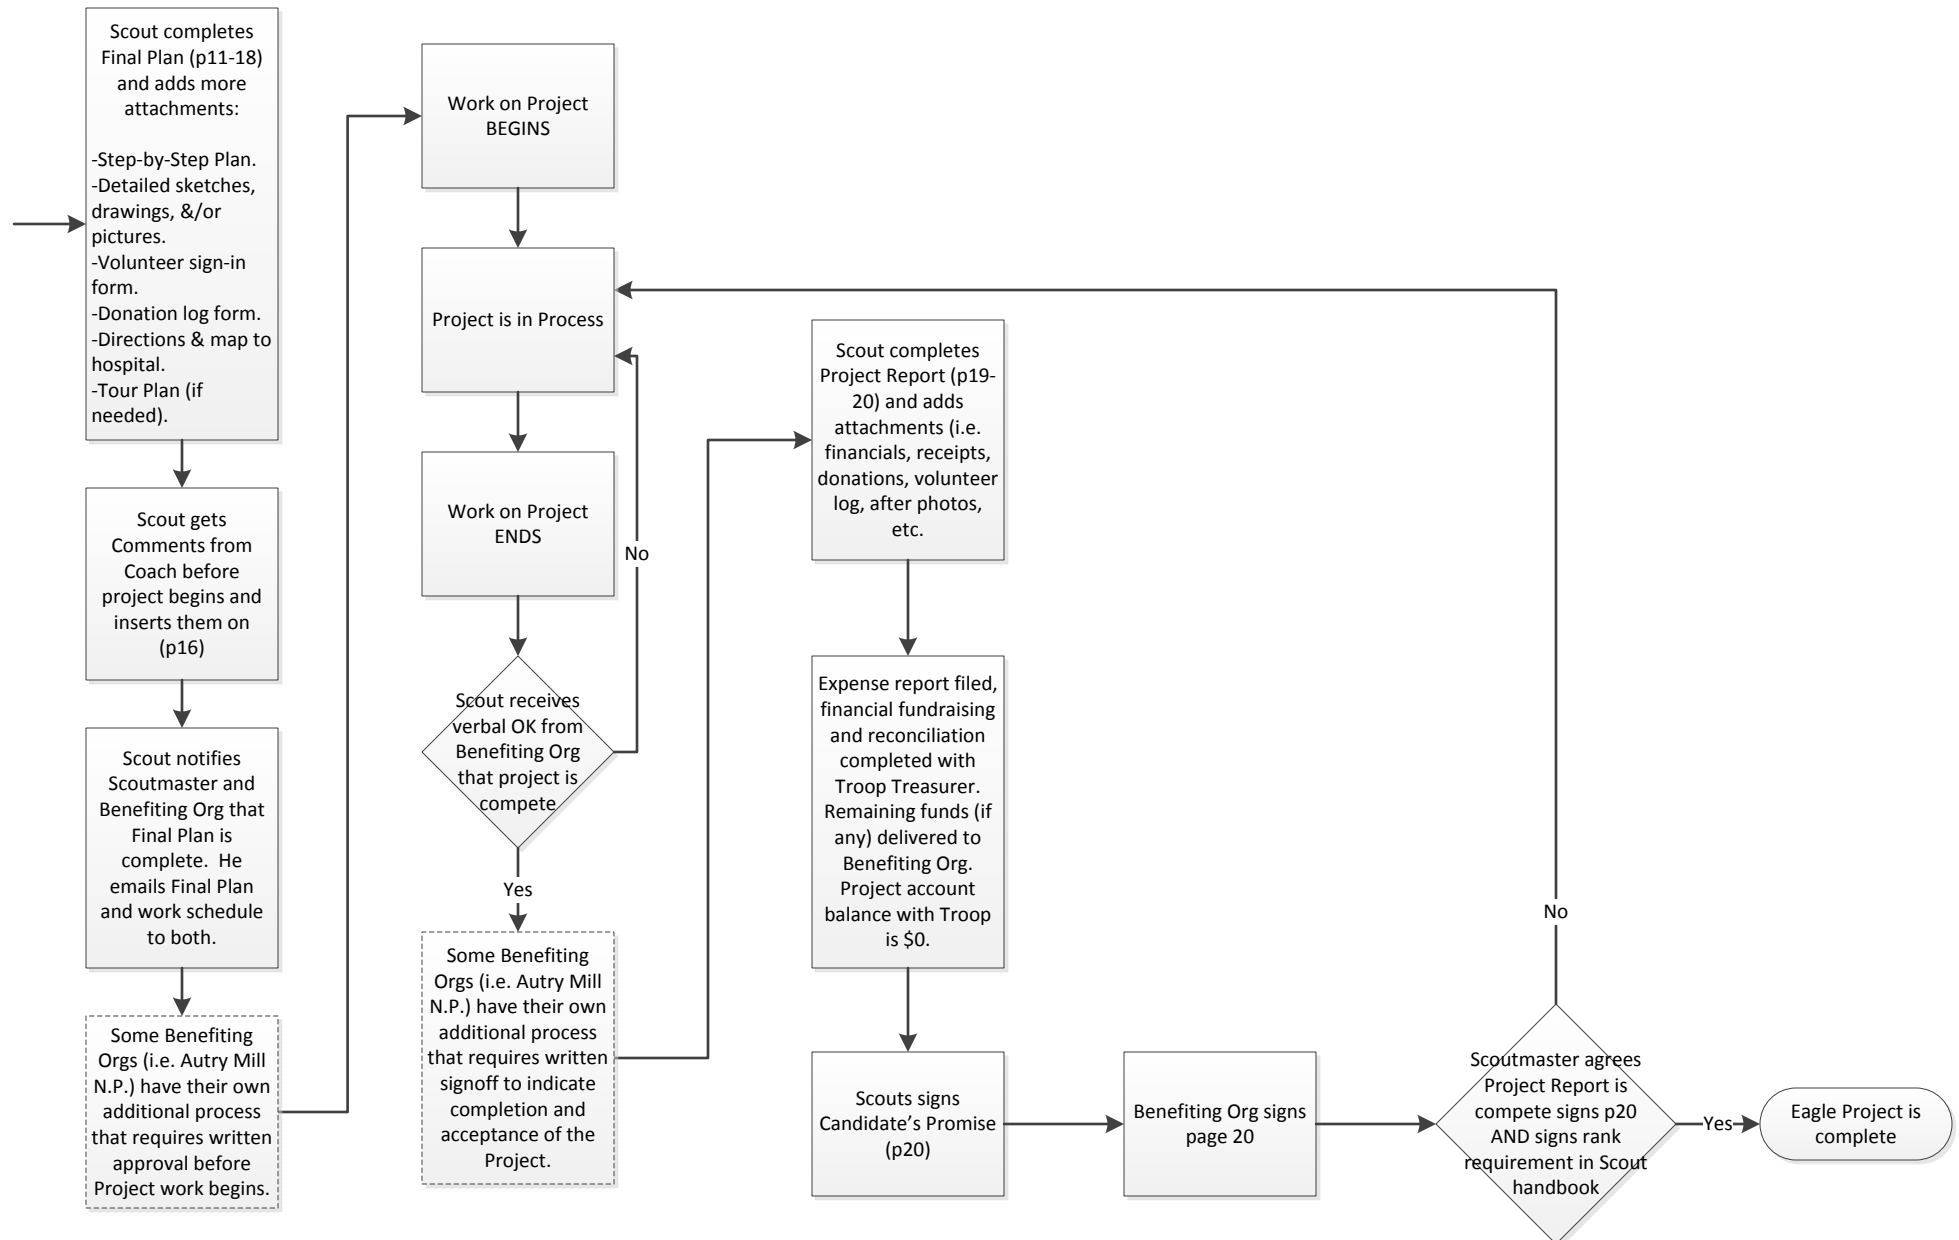 Scout completes
Final Plan (p11-18)
and adds more
attachments:
-Step-by-Step Plan.
-Detailed sketches,
drawings, &/or
pictures.
-Volunteer sign-in
form.
-Donation log form.
-Directions & map to
hospital.
-Tour Plan (if
needed).
Scout gets
Comments from
Coach before
project begins and
inserts them on
(p16)
Scout notifies
Scoutmaster and
Benefiting Org that
Final Plan is
complete.  He
emails Final Plan
and work schedule
to both.
Some Benefiting
Orgs (i.e. Autry Mill
N.P.) have their own
additional process
that requires written
approval before
Project work begins.
Work on Project
BEGINS
Project is in Process
Work on Project
ENDS
No
Scout receives
verbal OK from
Benefiting Org
that project is
compete
Yes
Some Benefiting
Orgs (i.e. Autry Mill
N.P.) have their own
additional process
that requires written
signoff to indicate
completion and
acceptance of the
Project.
Scout completes
Project Report (p19-
20) and adds
attachments (i.e.
financials, receipts,
donations, volunteer
log, after photos,
etc.
Expense report filed,
financial fundraising
and reconciliation
completed with
Troop Treasurer.
Remaining funds (if
any) delivered to
Benefiting Org.
Project account
balance with Troop
is $0.
Scouts signs
Candidate’s Promise
(p20)
Benefiting Org signs
page 20
No
Scoutmaster agrees
Project Report is
compete signs p20
AND signs rank
requirement in Scout
handbook
Yes
Eagle Project is
complete